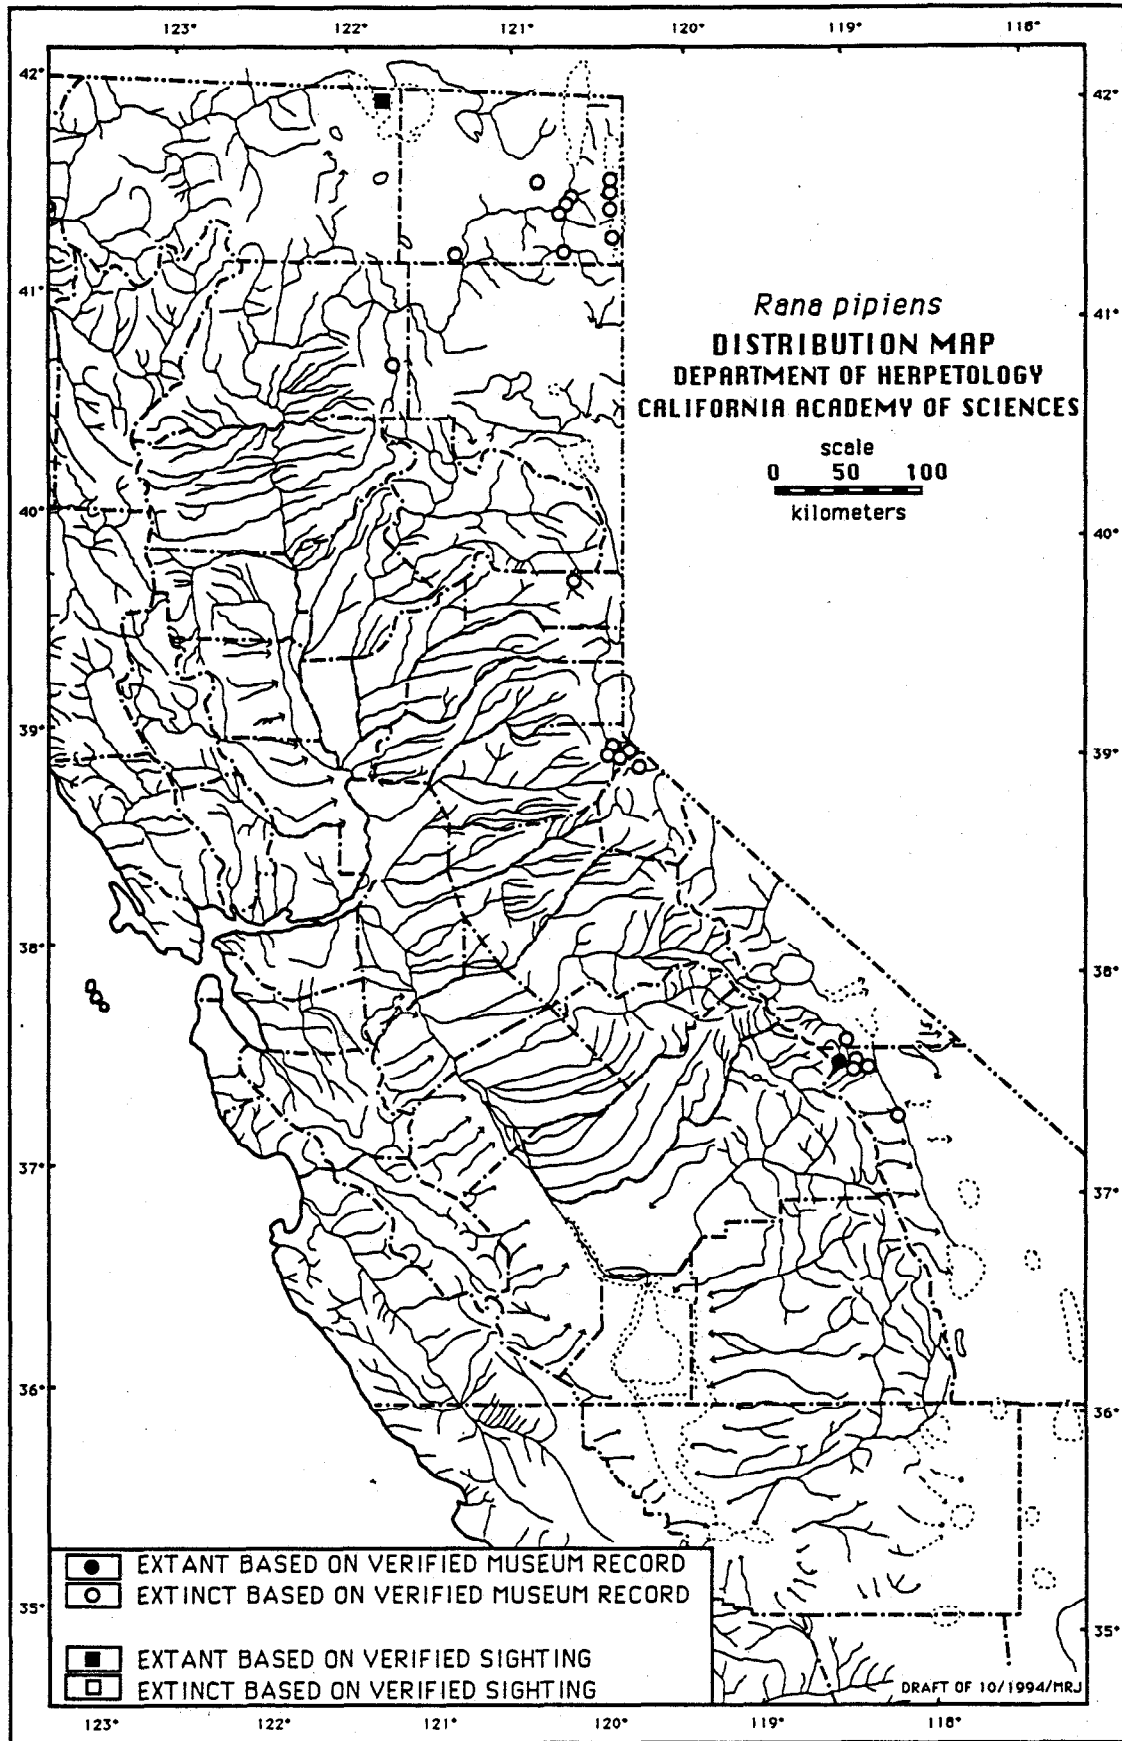 123° 122° 121° 120° 119° 118°
42° 42°
41° 41°
Rana pipiens
DISTRIBUTION MAP
DEPARTMENT OF HERPETOLOGY
CALIFORNIA ACADEMY OF SCIENCES
scale
0 50 100
kilometers
40° 40°
39° 39°
38° 38°
37° 37°
36° 36°
EXTANT BASED ON VERIFIED MUSEUM RECORD
EXTINCT BASED ON VERIFIED MUSEUM RECORD
35° 35°
EXTANT BASED ON VERIFIED SIGHTING
EXTINCT BASED ON VERIFIED SIGHTING
DRAFT OF 10/1994/MRJ
123° 122° 121° 120° 119° 118°